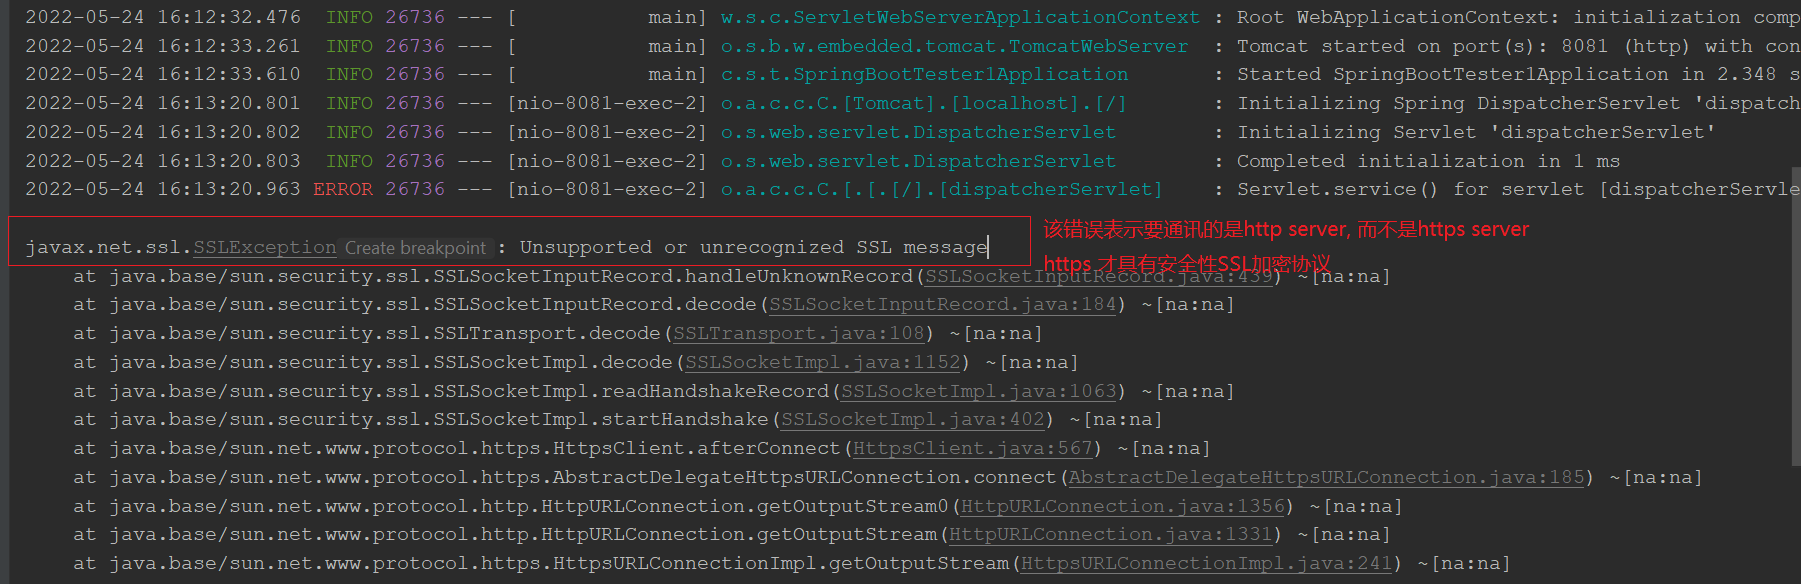 2022-05-24 16:12:32.476  INFO 26736 --- [           main] w.s.c.ServletWebServerApplicationContext : Root WebApplicationContext: initialization comp
2022-05-24 16:12:33.261  INFO 26736 --- [           main] o.s.b.w.embedded.tomcat.TomcatWebServer  : Tomcat started on port(s): 8081 (http) with con
2022-05-24 16:12:33.610  INFO 26736 --- [           main] c.s.t.SpringBootTester1Application       : Started SpringBootTester1Application in 2.348 s
2022-05-24 16:13:20.801  INFO 26736 --- [nio-8081-exec-2] o.a.c.c.C.[Tomcat].[localhost].[/]       : Initializing Spring DispatcherServlet 'dispatch
2022-05-24 16:13:20.802  INFO 26736 --- [nio-8081-exec-2] o.s.web.servlet.DispatcherServlet        : Initializing Servlet 'dispatcherServlet'
2022-05-24 16:13:20.803  INFO 26736 --- [nio-8081-exec-2] o.s.web.servlet.DispatcherServlet        : Completed initialization in 1 ms
2022-05-24 16:13:20.963 ERROR 26736 --- [nio-8081-exec-2] o.a.c.c.C.[.[.[/].[dispatcherServlet]    : Servlet.service() for servlet [dispatcherServle
该错误表示要通讯的是http server, 而不是https server
javax.net.ssl.SSLException Create breakpoint : Unsupported or unrecognized SSL message
https 才具有安全性SSL加密协议
at java.base/sun.security.ssl.SSLSocketInputRecord.handleUnknownRecord(SSLSocketInputRecord.java:439) ~[na:na]
at java.base/sun.security.ssl.SSLSocketInputRecord.decode(SSLSocketInputRecord.java:184) ~[na:na]
at java.base/sun.security.ssl.SSLTransport.decode(SSLTransport.java:108) ~[na:na]
at java.base/sun.security.ssl.SSLSocketImpl.decode(SSLSocketImpl.java:1152) ~[na:na]
at java.base/sun.security.ssl.SSLSocketImpl.readHandshakeRecord(SSLSocketImpl.java:1063) ~[na:na]
at java.base/sun.security.ssl.SSLSocketImpl.startHandshake(SSLSocketImpl.java:402) ~[na:na]
at java.base/sun.net.www.protocol.https.HttpsClient.afterConnect(HttpsClient.java:567) ~[na:na]
at java.base/sun.net.www.protocol.https.AbstractDelegateHttpsURLConnection.connect(AbstractDelegateHttpsURLConnection.java:185) ~[na:na]
at java.base/sun.net.www.protocol.http.HttpURLConnection.getOutputStream0(HttpURLConnection.java:1356) ~[na:na]
at java.base/sun.net.www.protocol.http.HttpURLConnection.getOutputStream(HttpURLConnection.java:1331) ~[na:na]
at java.base/sun.net.www.protocol.https.HttpsURLConnectionImpl.getOutputStream(HttpsURLConnectionImpl.java:241) ~[na:na]